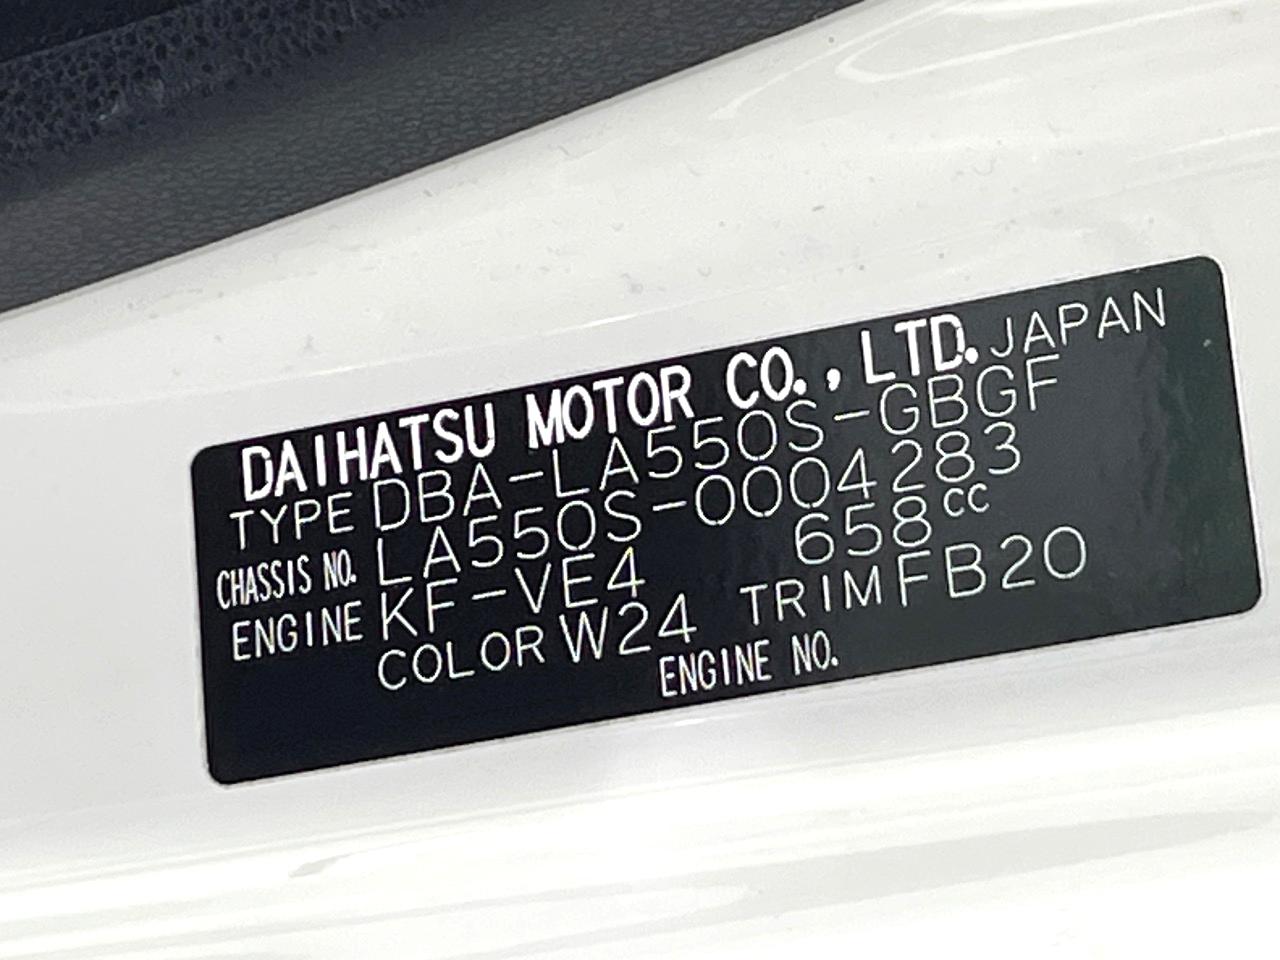 DAIHATSU MOTOR CO., LTD. JAPAN
TYPE DBA-LA550S-GBGF
CHASSIS NO. LA550S-0004283
ENGINE KF-VE4 658cc
COLOR W24 TRIM FB20
ENGINE NO.